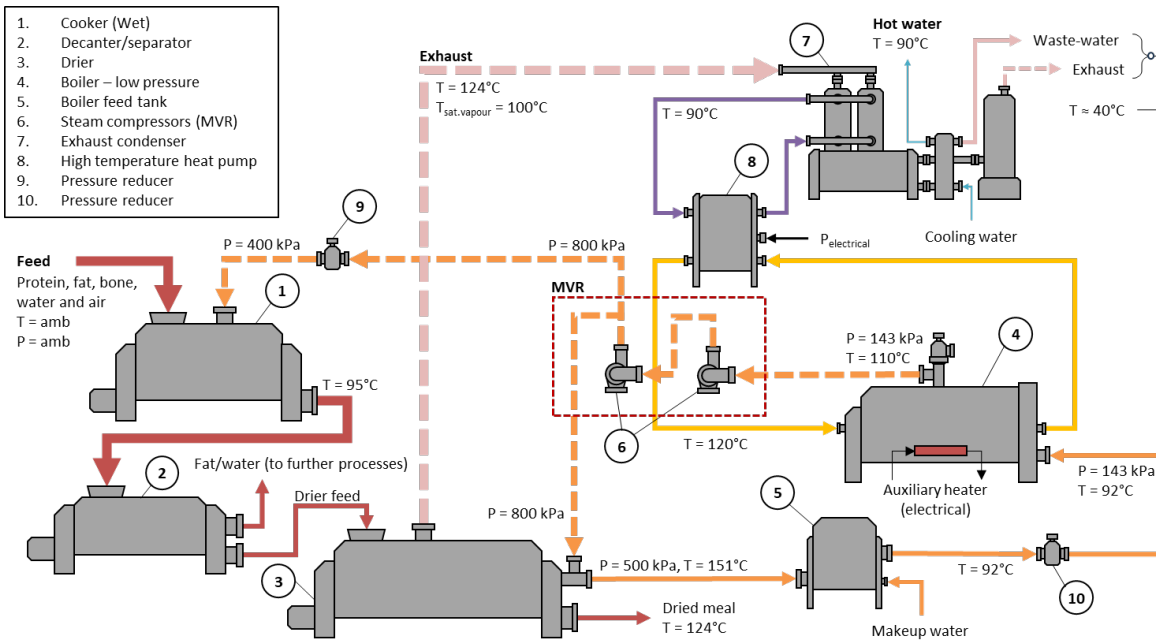 1. Cooker (Wet)
2. Decanter/separator
3. Drier
4. Boiler – low pressure
5. Boiler feed tank
6. Steam compressors (MVR)
7. Exhaust condenser
8. High temperature heat pump
9. Pressure reducer
10. Pressure reducer
Exhaust
T = 124°C
Tsat.vapour = 100°C
7
Hot water
T = 90°C
Waste-water
Exhaust
T ≈ 40°C
T = 90°C
8
Pelectrical
Cooling water
9
P = 400 kPa
P = 800 kPa
Feed
Protein, fat, bone,
water and air
T = amb
P = amb
1
MVR
P = 143 kPa
T = 110°C
4
T = 95°C
6
T = 120°C
Auxiliary heater
(electrical)
P = 143 kPa
T = 92°C
2
Fat/water (to further processes)
Drier feed
P = 800 kPa
5
3
P = 500 kPa, T = 151°C
T = 92°C
10
Dried meal
T = 124°C
Makeup water